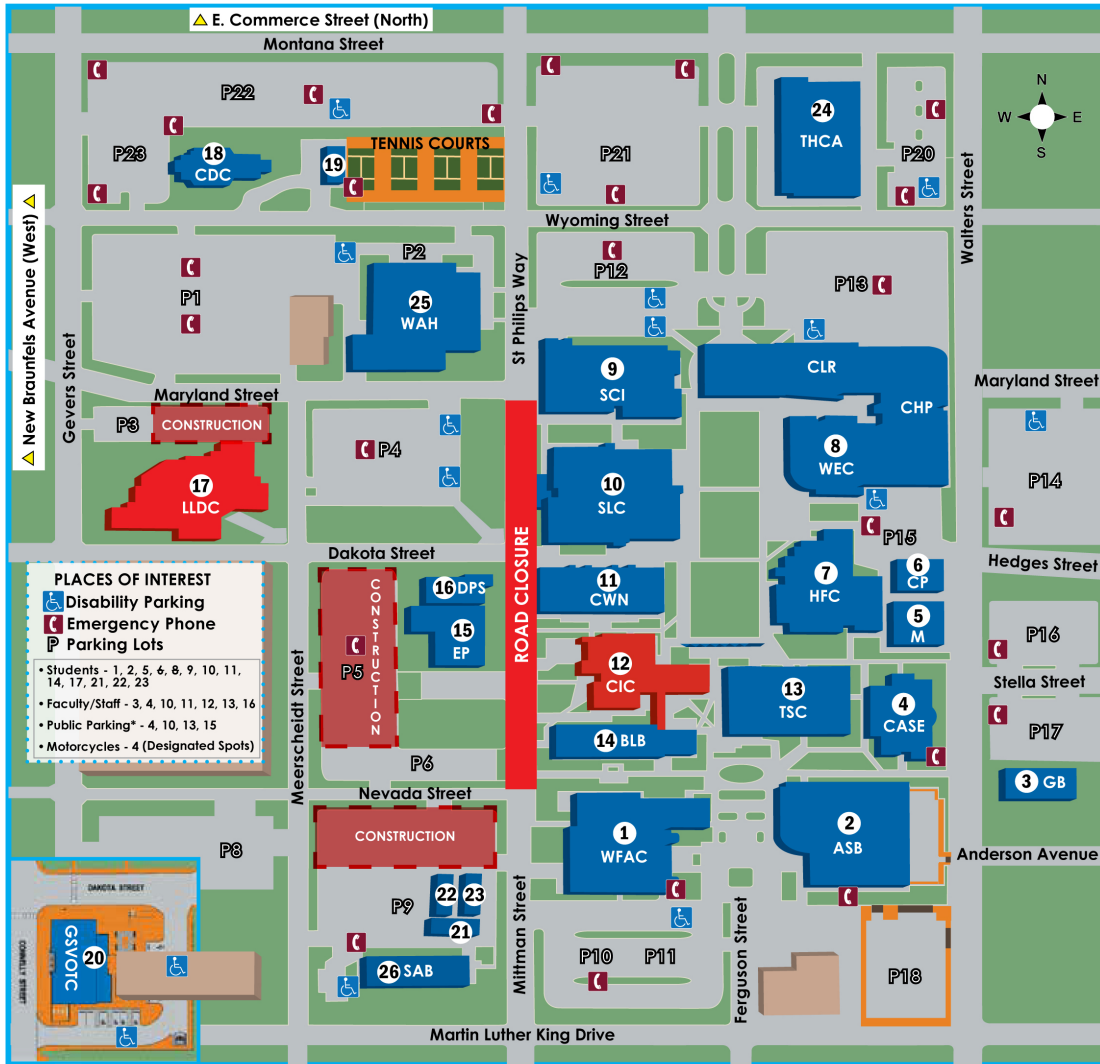 E. Commerce Street (North)
Montana Street
P22
24
THCA
N
W E
S
P23
18
CDC
19
TENNIS COURTS
P21
P20
Walters Street
New Braunfels Avenue (West)
Wyoming Street
P2
P12
P13
P1
25
WAH
St Philips Way
Gevers Street
9
SCI
CLR
CHP
Maryland Street
Maryland Street
P3
CONSTRUCTION
P4
8
WEC
17
LLDC
10
SLC
P14
ROAD CLOSURE
P15
Dakota Street
Hedges Street
PLACES OF INTEREST
Disability Parking
Emergency Phone
P Parking Lots
• Students - 1, 2, 5, 6, 8, 9, 10, 11,
14, 17, 21, 22, 23
• Faculty/Staff - 3, 4, 10, 11, 12, 13, 16
• Public Parking* - 4, 10, 13, 15
• Motorcycles - 4 (Designated Spots)
CONSTRUCTION
P5
16 DPS
15
EP
11
CWN
7
HFC
6
CP
5
M
P16
Meerscheidt Street
12
CIC
13
TSC
4
CASE
Stella Street
P17
14 BLB
P6
3 GB
Nevada Street
CONSTRUCTION
1
WFAC
2
ASB
P8
Anderson Avenue
DAKOTA STREET
CONNELLY STREET
20
GSVOTC
P9
22
23
21
Mittman Street
26 SAB
P10
P11
Ferguson Street
P18
Martin Luther King Drive